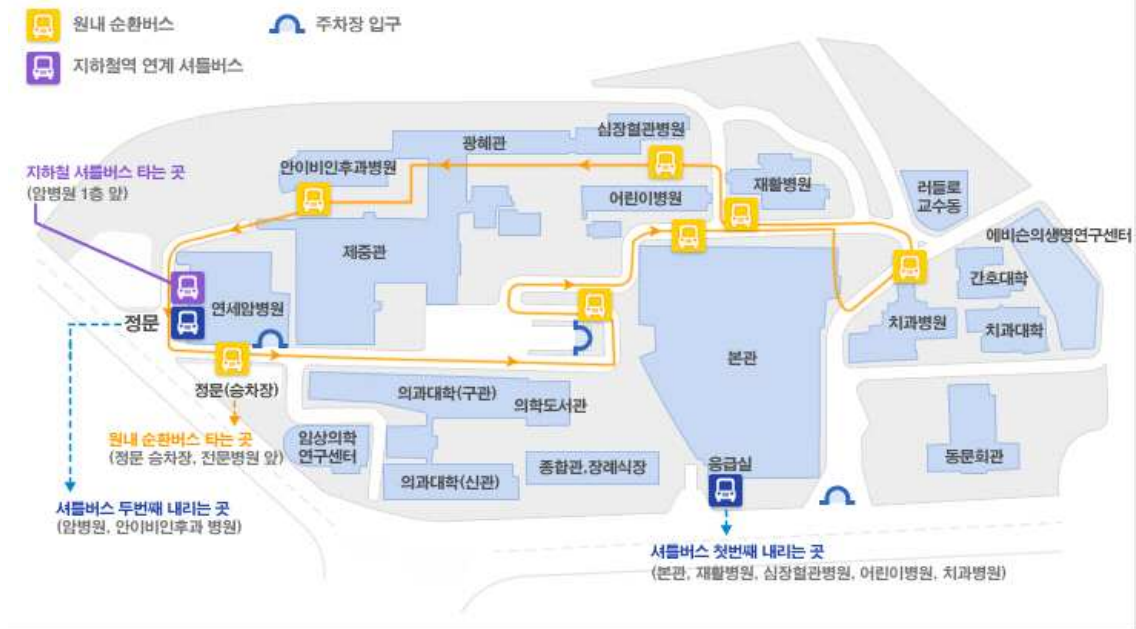 원내 순환버스
주차장 입구
지하철역 연계 셔틀버스
심장혈관병원
광혜관
안이비인후과병원
지하철 셔틀버스 타는 곳
(암병원 1층 앞)
어린이병원
재활병원
러들로
교수동
에비슨의생명연구센터
제중관
간호대학
연세암병원
정문
치과병원
치과대학
본관
정문(승차장)
의과대학(구관)
의학도서관
원내 순환버스 타는 곳
(정문 승차장, 전문병원 앞)
임상의학
연구센터
의과대학(신관)
종합관.장례식장
응급실
동문회관
셔틀버스 두번째 내리는 곳
(암병원, 안이비인후과 병원)
셔틀버스 첫번째 내리는 곳
(본관, 재활병원, 심장혈관병원, 어린이병원, 치과병원)